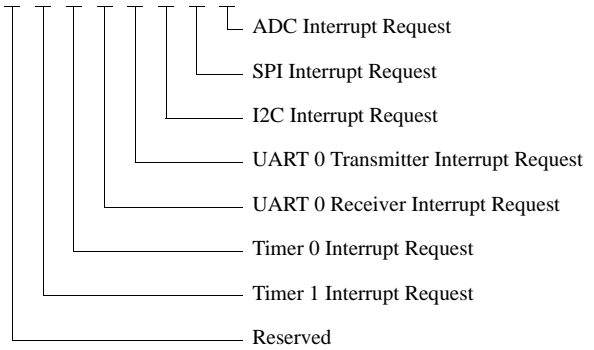 ADC Interrupt Request
SPI Interrupt Request
I2C Interrupt Request
UART 0 Transmitter Interrupt Request
UART 0 Receiver Interrupt Request
Timer 0 Interrupt Request
Timer 1 Interrupt Request
Reserved